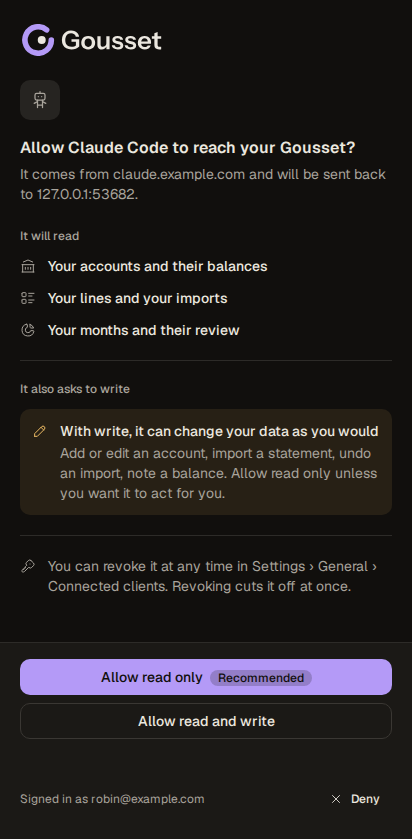 Gousset
Allow Claude Code to reach your Gousset?
It comes from claude.example.com and will be sent back
to 127.0.0.1:53682.
It will read
Your accounts and their balances
Your lines and your imports
Your months and their review
It also asks to write
With write, it can change your data as you would
Add or edit an account, import a statement, undo
an import, note a balance. Allow read only unless
you want it to act for you.
You can revoke it at any time in Settings › General ›
Connected clients. Revoking cuts it off at once.
Allow read only Recommended
Allow read and write
Signed in as robin@example.com Deny